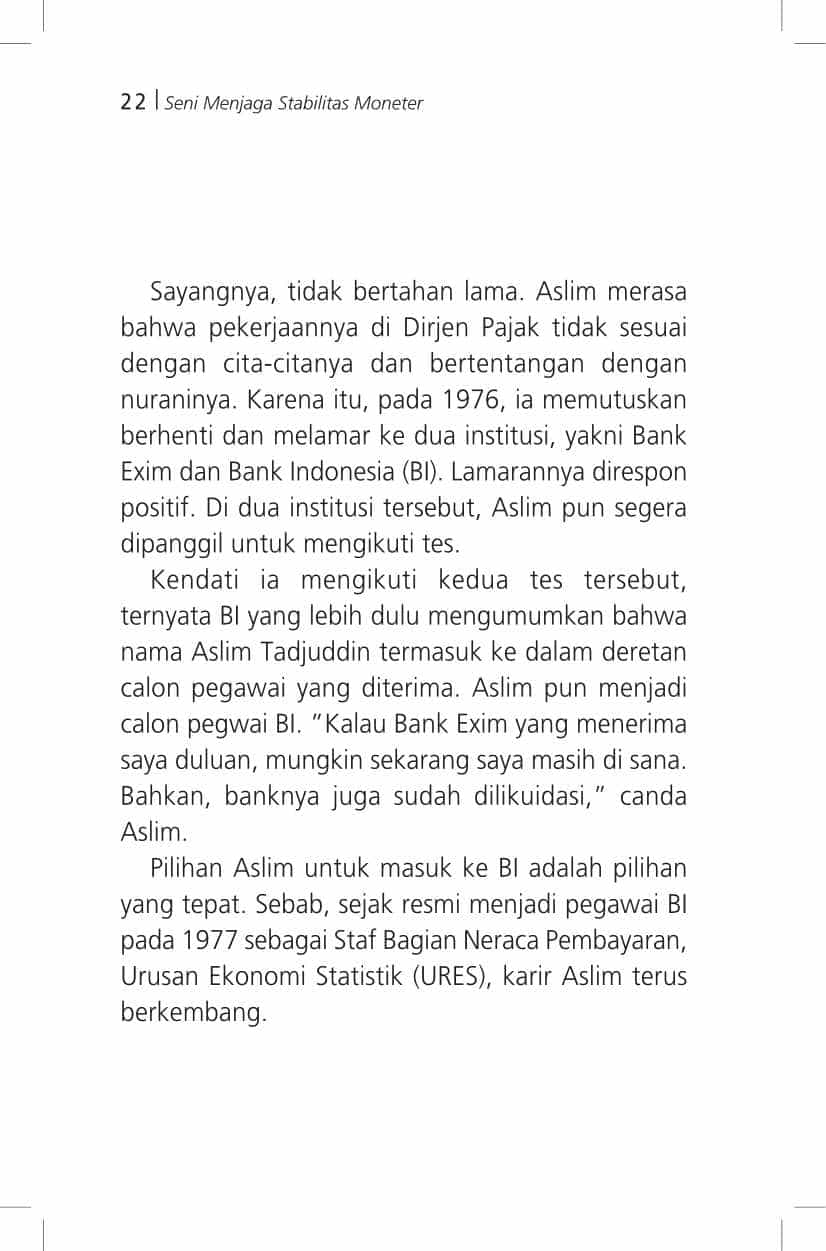 22 | Seni Menjaga Stabilitas Moneter
Sayangnya, tidak bertahan lama. Aslim merasa
bahwa pekerjaannya di Dirjen Pajak tidak sesuai
dengan cita-citanya dan bertentangan dengan
nuraninya. Karena itu, pada 1976, ia memutuskan
berhenti dan melamar ke dua institusi, yakni Bank
Exim dan Bank Indonesia (BI). Lamarannya direspon
positif. Di dua institusi tersebut, Aslim pun segera
dipanggil untuk mengikuti tes.
Kendati ia mengikuti kedua tes tersebut,
ternyata BI yang lebih dulu mengumumkan bahwa
nama Aslim Tadjuddin termasuk ke dalam deretan
calon pegawai yang diterima. Aslim pun menjadi
calon pegwai BI. ”Kalau Bank Exim yang menerima
saya duluan, mungkin sekarang saya masih di sana.
Bahkan, banknya juga sudah dilikuidasi,” canda
Aslim.
Pilihan Aslim untuk masuk ke BI adalah pilihan
yang tepat. Sebab, sejak resmi menjadi pegawai BI
pada 1977 sebagai Staf Bagian Neraca Pembayaran,
Urusan Ekonomi Statistik (URES), karir Aslim terus
berkembang.